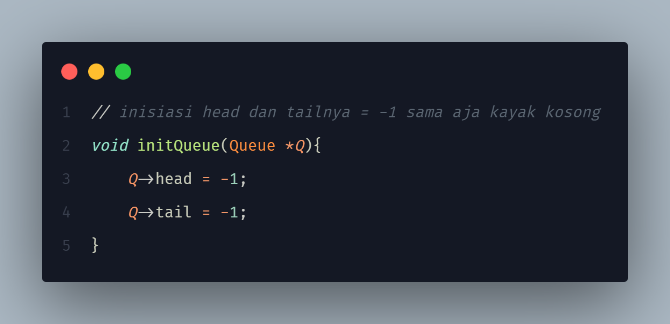 1 // inisiasi head dan tailnya = -1 sama aja kayak kosong
2 void initQueue(Queue *Q){
3     Q->head = -1;
4     Q->tail = -1;
5 }